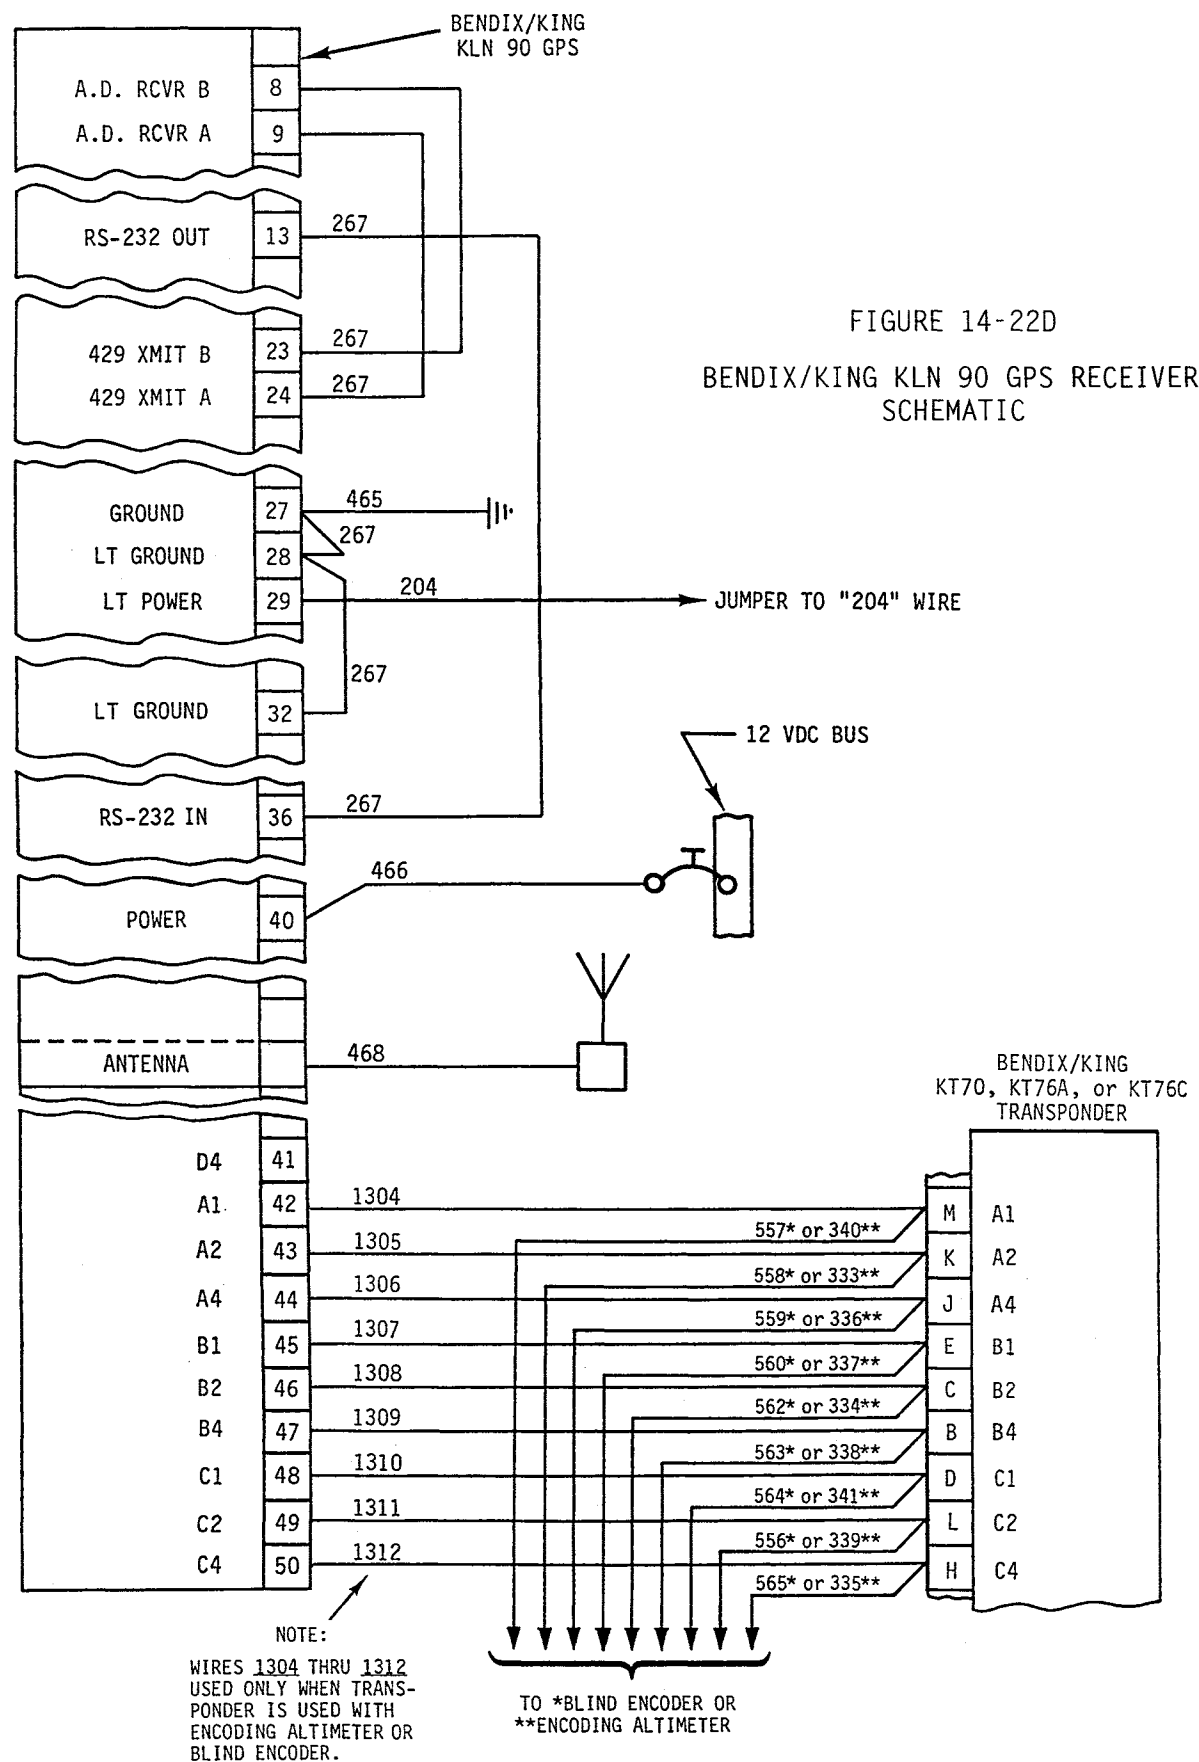 BENDIX/KING
KLN 90 GPS
A.D. RCVR B 8
A.D. RCVR A 9
RS-232 OUT 13 267
429 XMIT B 23 267
429 XMIT A 24 267
FIGURE 14-22D
BENDIX/KING KLN 90 GPS RECEIVER
SCHEMATIC
GROUND 27 465
267
LT GROUND 28
LT POWER 29 204 JUMPER TO "204" WIRE
267
LT GROUND 32
12 VDC BUS
RS-232 IN 36 267
466
POWER 40
ANTENNA 468
BENDIX/KING
KT70, KT76A, or KT76C
TRANSPONDER
D4 41
A1 42 1304 M A1
557* or 340**
A2 43 1305 K A2
558* or 333**
A4 44 1306 J A4
559* or 336**
B1 45 1307 E B1
560* or 337**
B2 46 1308 C B2
562* or 334**
B4 47 1309 B B4
563* or 338**
C1 48 1310 D C1
564* or 341**
C2 49 1311 L C2
556* or 339**
C4 50 1312 H C4
565* or 335**
NOTE:
WIRES 1304 THRU 1312
USED ONLY WHEN TRANS-
PONDER IS USED WITH
ENCODING ALTIMETER OR
BLIND ENCODER.
TO *BLIND ENCODER OR
**ENCODING ALTIMETER